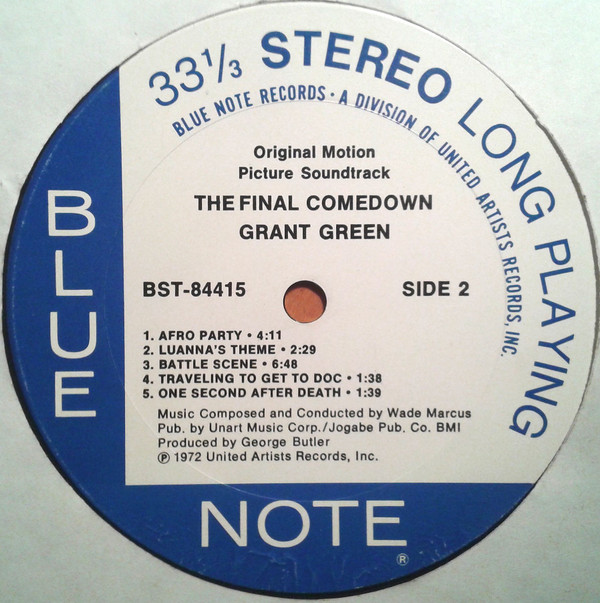 33⅓ STEREO LONG PLAYING
BLUE NOTE RECORDS • A DIVISION OF UNITED ARTISTS RECORDS, INC.
Original Motion
Picture Soundtrack
THE FINAL COMEDOWN
GRANT GREEN
BST-84415 SIDE 2
1. AFRO PARTY • 4:11
2. LUANNA'S THEME • 2:29
3. BATTLE SCENE • 6:48
4. TRAVELING TO GET TO DOC • 1:38
5. ONE SECOND AFTER DEATH • 1:39
Music Composed and Conducted by Wade Marcus
Pub. by Unart Music Corp./Jogabe Pub. Co. BMI
Produced by George Butler
℗ 1972 United Artists Records, Inc.
BLUE
NOTE ®